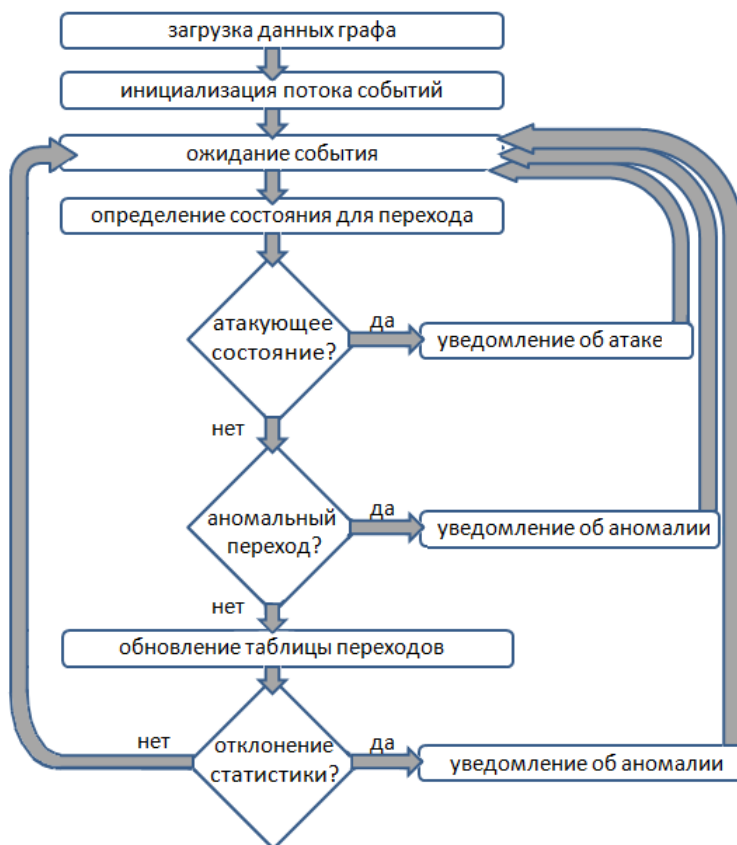 загрузка данных графа
инициализация потока событий
ожидание события
определение состояния для перехода
атакующее
состояние?
да
уведомление об атаке
нет
аномальный
переход?
да
уведомление об аномалии
нет
обновление таблицы переходов
нет
отклонение
статистики?
да
уведомление об аномалии